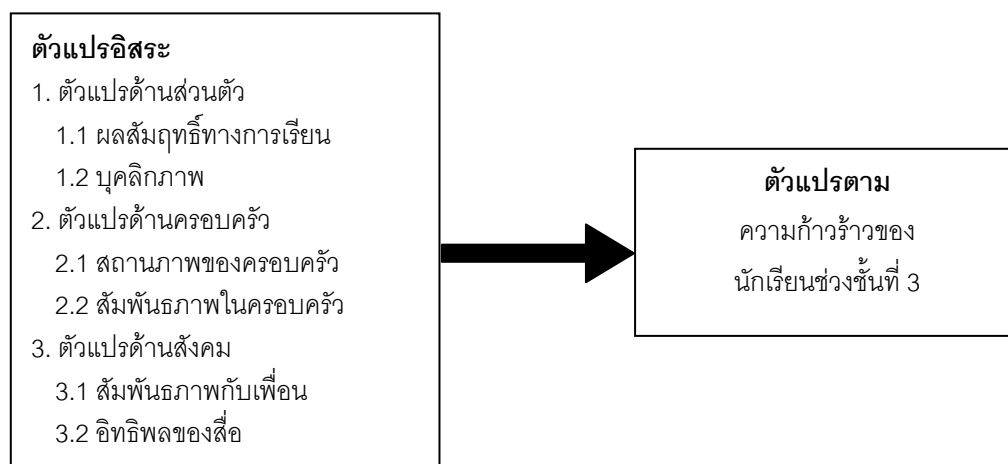 ตัวแปรอิสระ
1. ตัวแปรด้านส่วนตัว
1.1 ผลสัมฤทธิ์ทางการเรียน
1.2 บุคลิกภาพ
2. ตัวแปรด้านครอบครัว
2.1 สถานภาพของครอบครัว
2.2 สัมพันธภาพในครอบครัว
3. ตัวแปรด้านสังคม
3.1 สัมพันธภาพกับเพื่อน
3.2 อิทธิพลของสื่อ
ตัวแปรตาม
ความก้าวร้าวของ
นักเรียนช่วงชั้นที่ 3